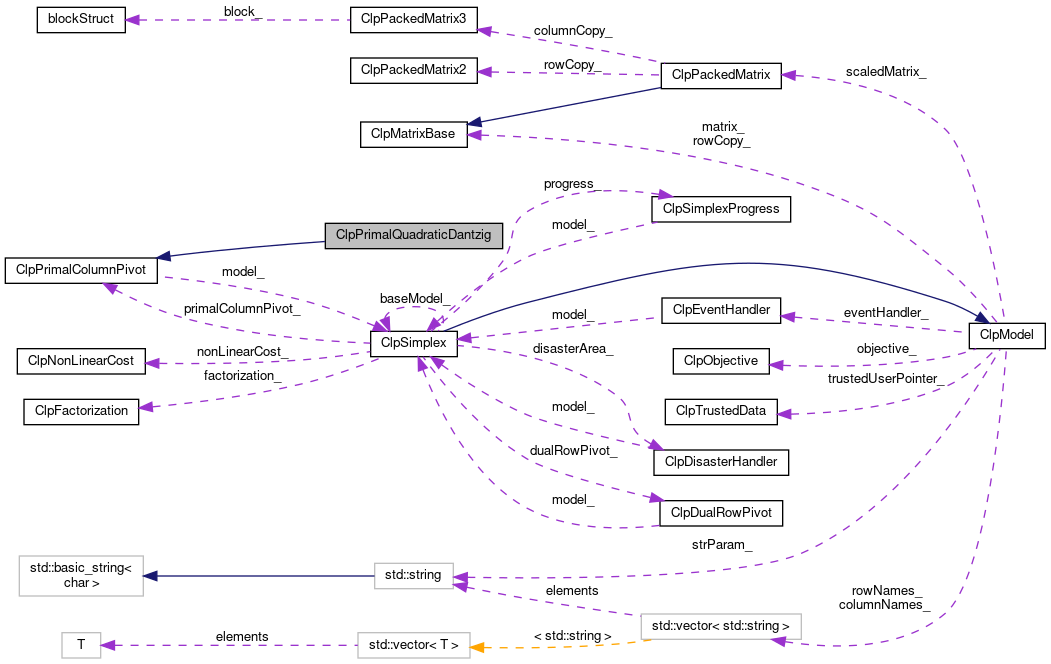 block_
blockStruct
ClpPackedMatrix3
columnCopy_
rowCopy_
ClpPackedMatrix2
ClpPackedMatrix
scaledMatrix_
ClpMatrixBase
matrix_
rowCopy_
progress_
ClpSimplexProgress
model_
ClpPrimalQuadraticDantzig
ClpPrimalColumnPivot
model_
primalColumnPivot_
baseModel_
ClpEventHandler
eventHandler_
model_
ClpSimplex
ClpModel
disasterArea_
nonLinearCost_
ClpNonLinearCost
objective_
ClpObjective
factorization_
trustedUserPointer_
ClpFactorization
ClpTrustedData
model_
dualRowPivot_
ClpDisasterHandler
model_
ClpDualRowPivot
strParam_
std::basic_string<
char >
std::string
elements
rowNames_
columnNames_
std::vector< std::string >
< std::string >
elements
T
std::vector< T >